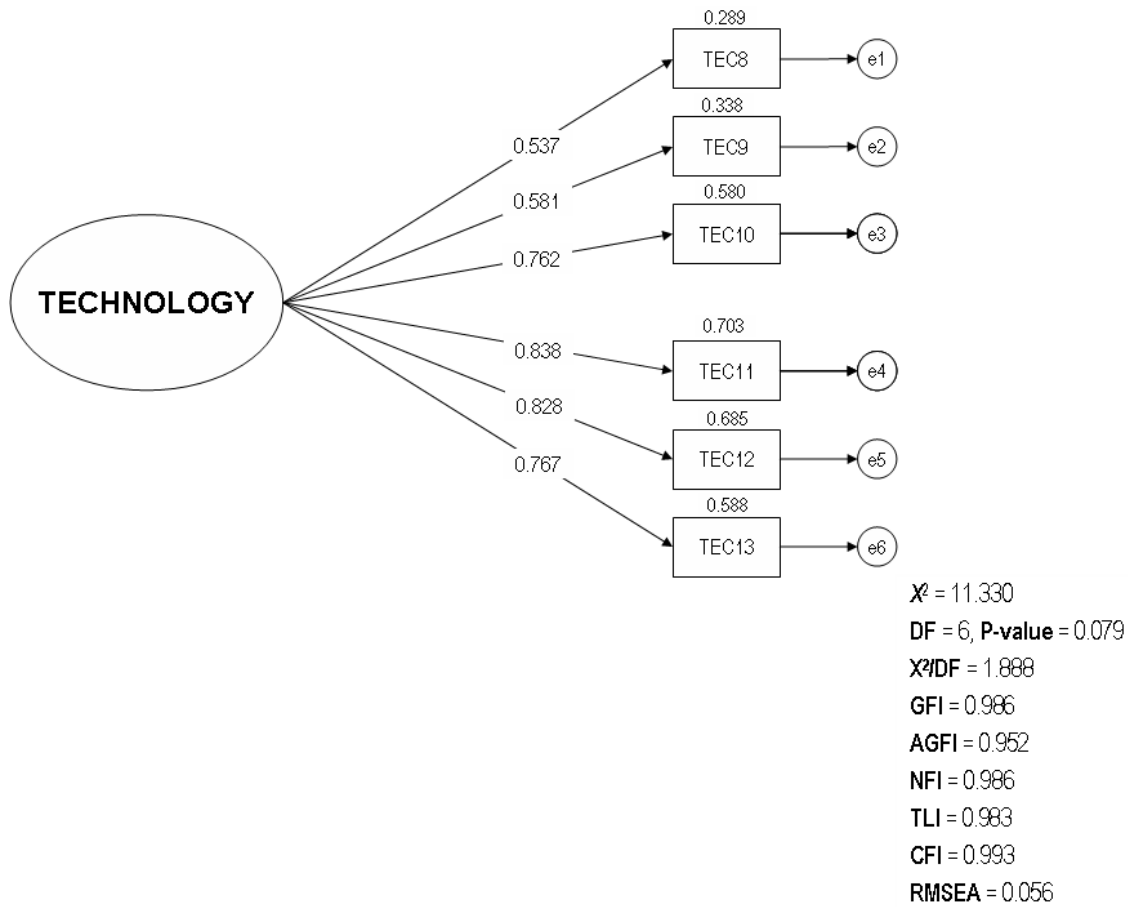 0.289
TEC8
e1
0.537
0.338
TEC9
e2
0.581
0.580
TEC10
e3
0.762
TECHNOLOGY
0.703
TEC11
e4
0.838
0.828
0.685
TEC12
e5
0.767
0.588
TEC13
e6
X² = 11.330
DF = 6, P-value = 0.079
X²/DF = 1.888
GFI = 0.986
AGFI = 0.952
NFI = 0.986
TLI = 0.983
CFI = 0.993
RMSEA = 0.056